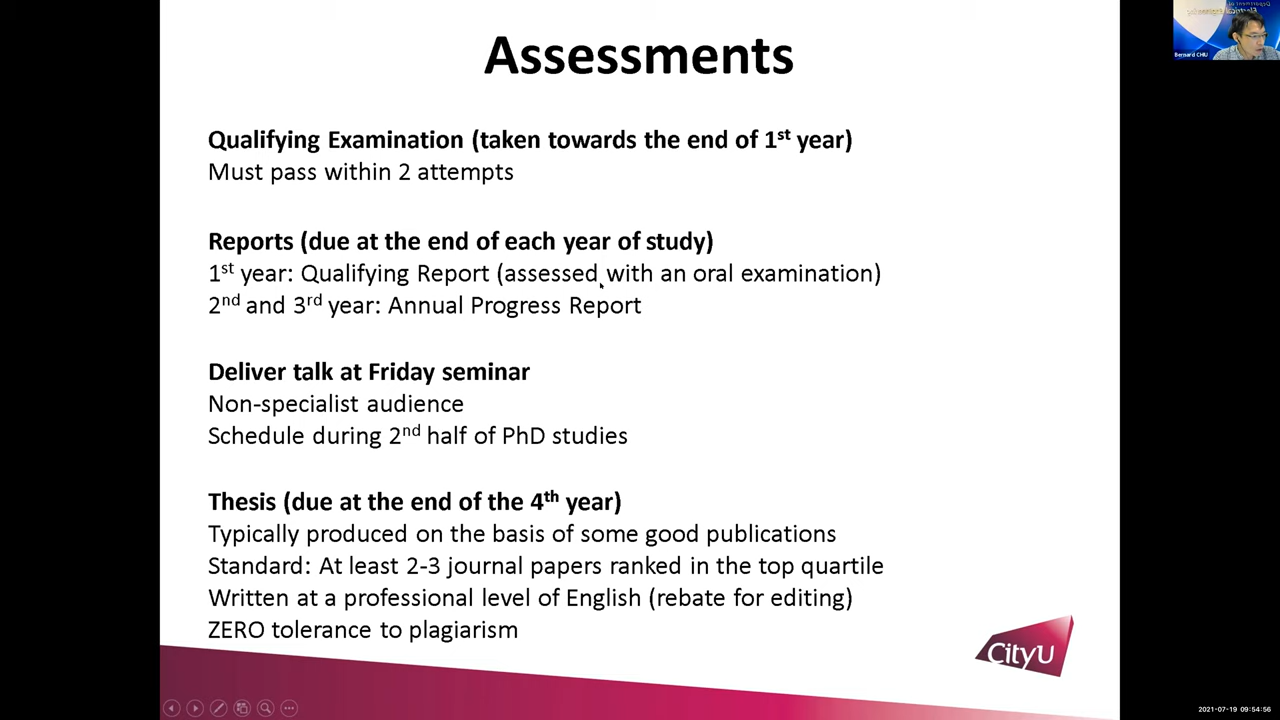 Assessments
Qualifying Examination (taken towards the end of 1st year)
Must pass within 2 attempts
Reports (due at the end of each year of study)
1st year: Qualifying Report (assessed with an oral examination)
2nd and 3rd year: Annual Progress Report
Deliver talk at Friday seminar
Non-specialist audience
Schedule during 2nd half of PhD studies
Thesis (due at the end of the 4th year)
Typically produced on the basis of some good publications
Standard: At least 2-3 journal papers ranked in the top quartile
Written at a professional level of English (rebate for editing)
ZERO tolerance to plagiarism
CityU
Bernard CHIU
2021-07-19 09:54:56